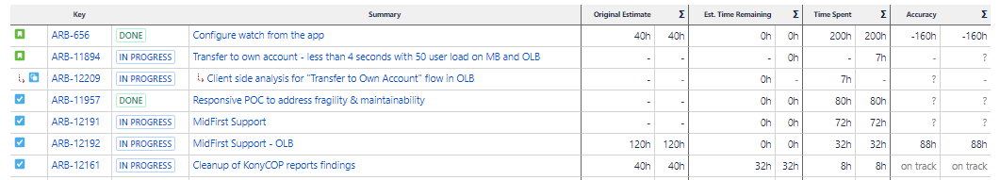 Key Summary Original Estimate Σ Est. Time Remaining Σ Time Spent Σ Accuracy Σ
ARB-656 DONE Configure watch from the app 40h 40h 0h 0h 200h 200h -160h -160h
ARB-11894 IN PROGRESS Transfer to own account - less than 4 seconds with 50 user load on MB and OLB - - - 0h - 7h - ?
ARB-12209 IN PROGRESS Client side analysis for "Transfer to Own Account" flow in OLB - - 0h - 7h - ? -
ARB-11957 DONE Responsive POC to address fragility & maintainability - - 0h 0h 80h 80h ? ?
ARB-12191 IN PROGRESS MidFirst Support - - 0h 0h 72h 72h ? ?
ARB-12192 IN PROGRESS MidFirst Support - OLB 120h 120h 0h 0h 32h 32h 88h 88h
ARB-12161 IN PROGRESS Cleanup of KonyCOP reports findings 40h 40h 32h 32h 8h 8h on track on track